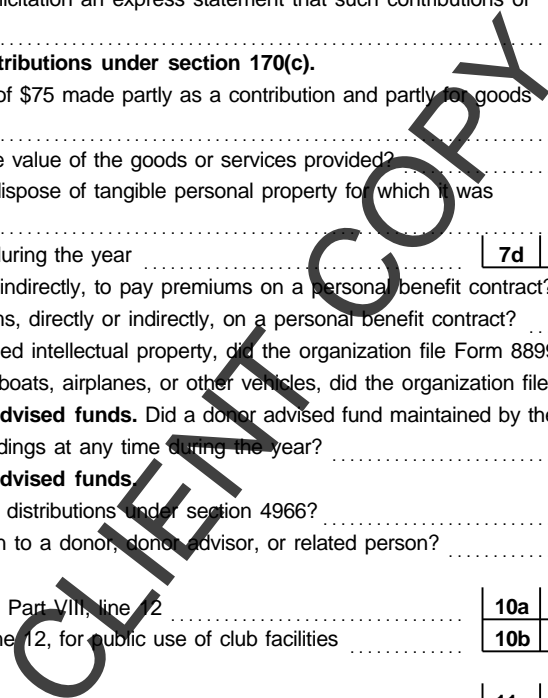 licitation an express statement that such contributions or
tributions under section 170(c).
of $75 made partly as a contribution and partly for goods
e value of the goods or services provided?
dispose of tangible personal property for which it was
during the year 7d
indirectly, to pay premiums on a personal benefit contract?
ns, directly or indirectly, on a personal benefit contract?
ed intellectual property, did the organization file Form 8899
boats, airplanes, or other vehicles, did the organization file
dvised funds. Did a donor advised fund maintained by the
dings at any time during the year?
dvised funds.
distributions under section 4966?
n to a donor, donor advisor, or related person?
Part VIII, line 12 10a
ne 12, for public use of club facilities 10b
CLIENT COPY